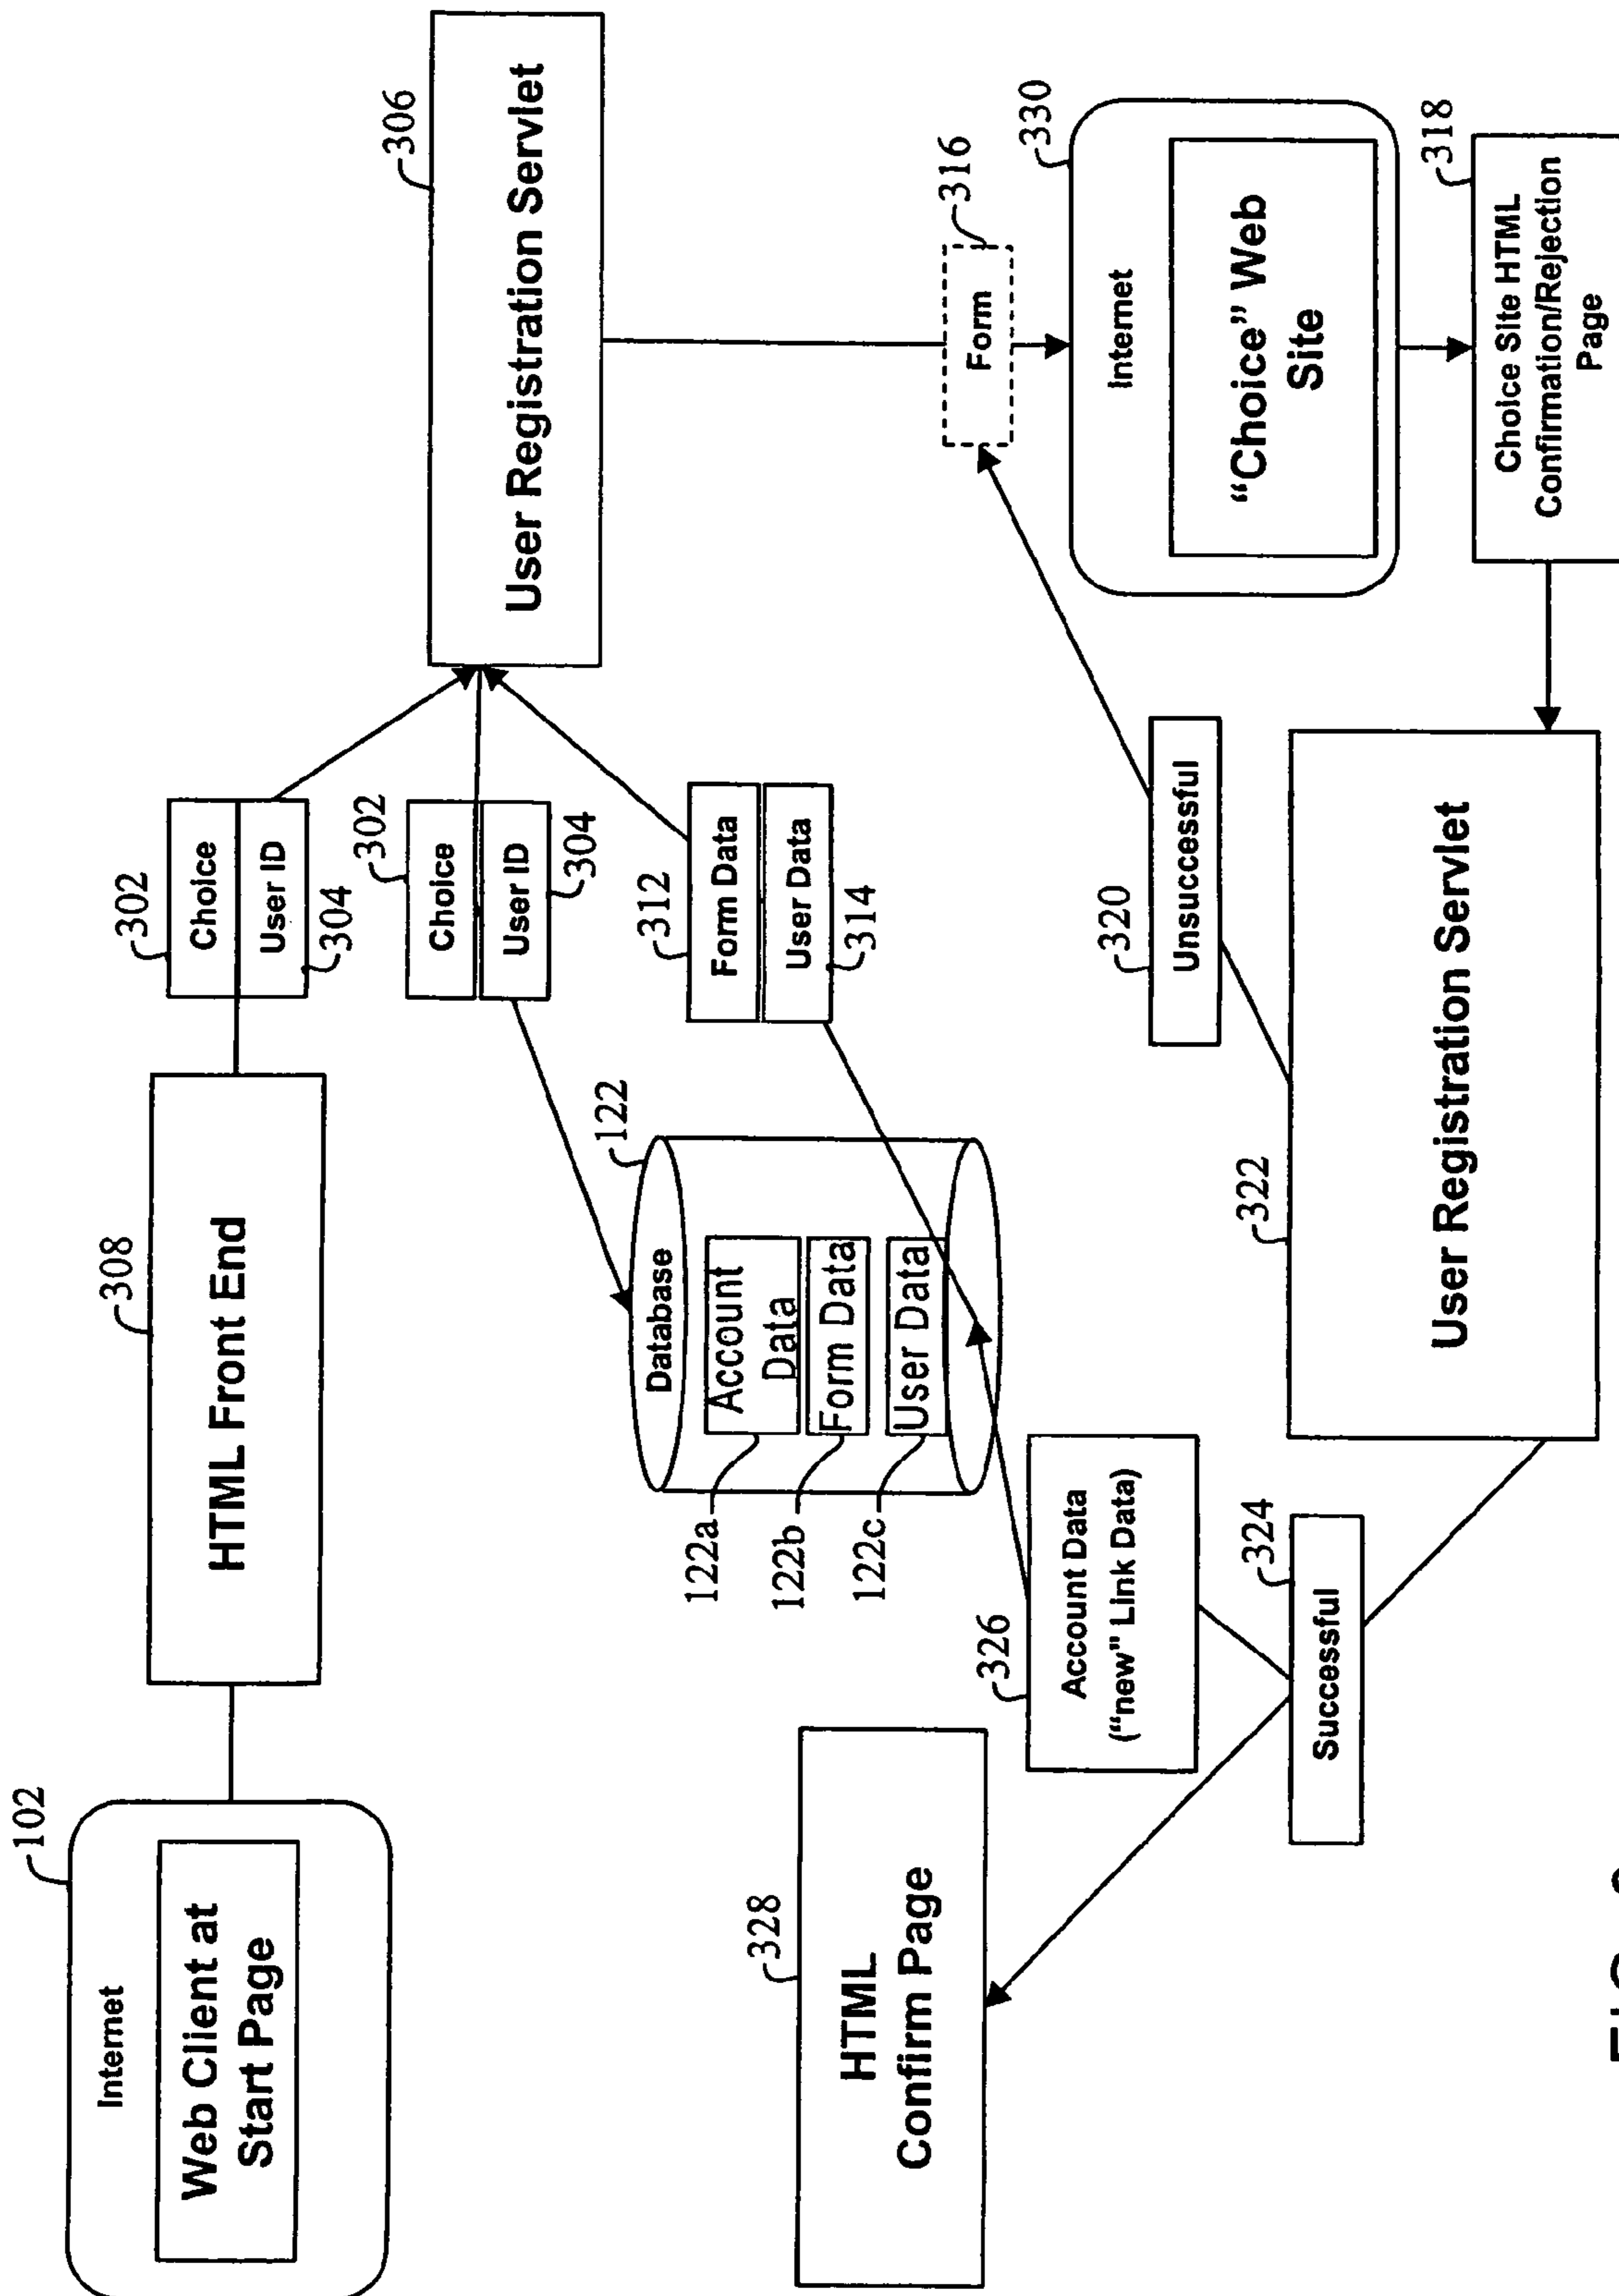 102
Internet
Web Client at
Start Page
308
HTML Front End
302
Choice
User ID
304
302
Choice
User ID
304
312
Form Data
User Data
314
306
User Registration Servlet
122
Database
Account
Data
Form Data
User Data
122a
122b
122c
316
Form
330
Internet
“Choice” Web
Site
318
Choice Site HTML
Confirmation/Rejection
Page
320
Unsuccessful
322
User Registration Servlet
324
Successful
326
Account Data
(“new" Link Data)
328
HTML
Confirm Page
FIG.